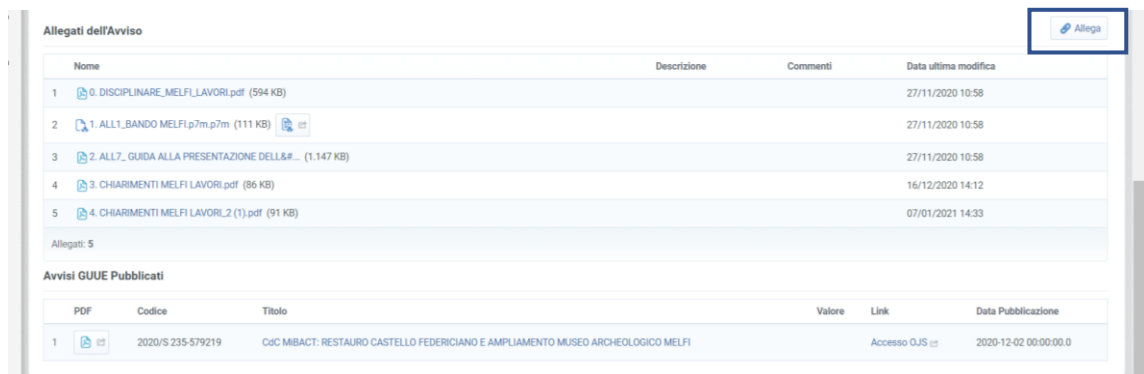 Allegati dell'Avviso
Allega
Nome Descrizione Commenti Data ultima modifica
1 0. DISCIPLINARE_MELFI_LAVORI.pdf (594 KB) 27/11/2020 10:58
2 1. ALL1_BANDO MELFI.p7m.p7m (111 KB) 27/11/2020 10:58
3 2. ALL7_ GUIDA ALLA PRESENTAZIONE DELL&#... (1.147 KB) 27/11/2020 10:58
4 3. CHIARIMENTI MELFI LAVORI.pdf (86 KB) 16/12/2020 14:12
5 4. CHIARIMENTI MELFI LAVORI_2 (1).pdf (91 KB) 07/01/2021 14:33
Allegati: 5
Avvisi GUUE Pubblicati
PDF Codice Titolo Valore Link Data Pubblicazione
1 2020/S 235-579219 CdC MiBACT: RESTAURO CASTELLO FEDERICIANO E AMPLIAMENTO MUSEO ARCHEOLOGICO MELFI Accesso OJS 2020-12-02 00:00:00.0